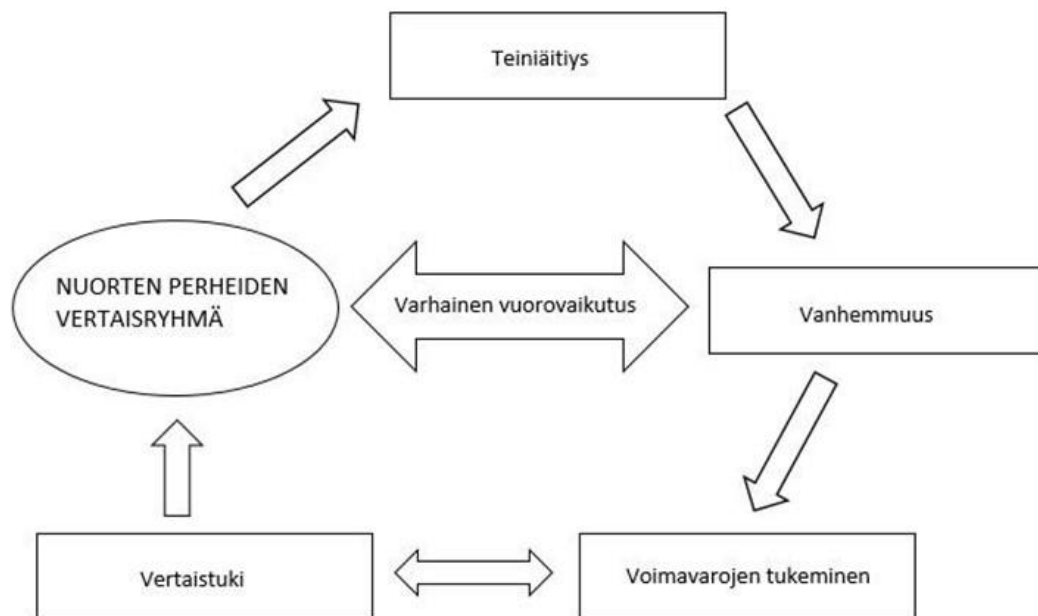 Teiniäitiys
NUORTEN PERHEIDEN
VERTAISRYHMÄ
Varhainen vuorovaikutus
Vanhemmuus
Vertaistuki
Voimavarojen tukeminen